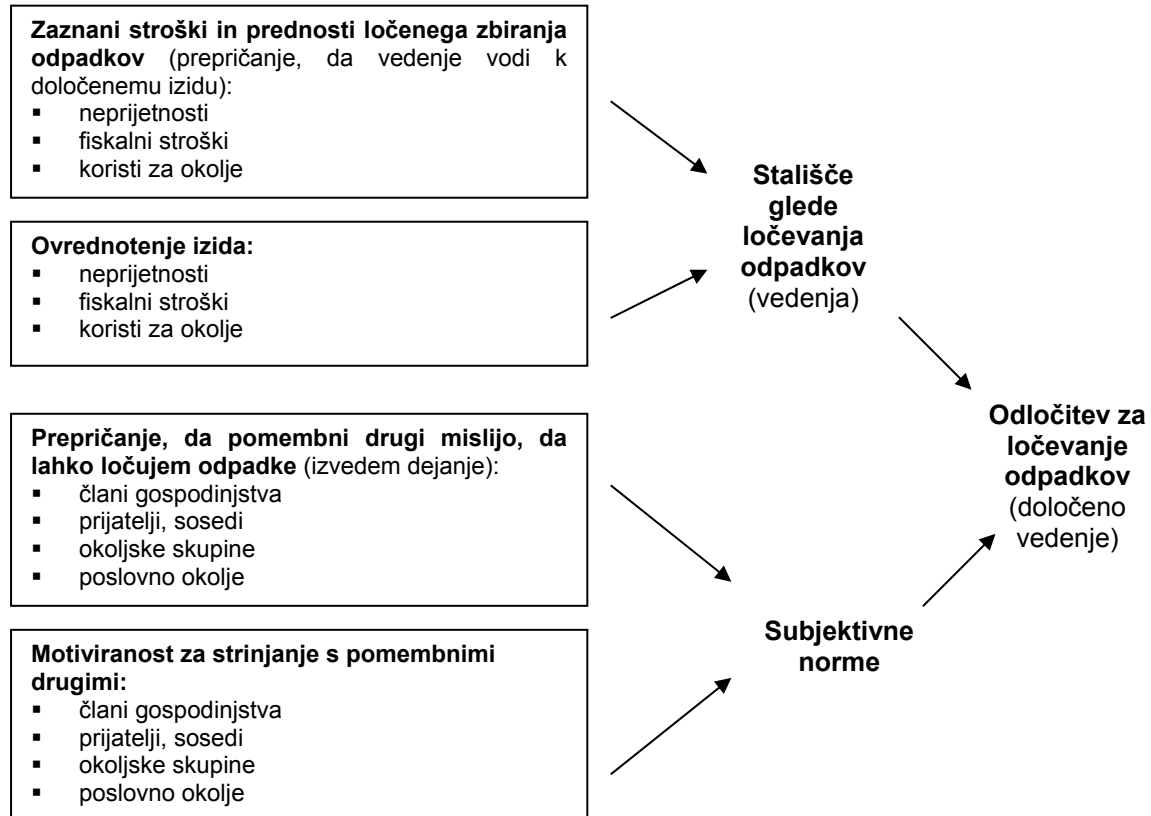 Zaznani stroški in prednosti ločenega zbiranja
odpadkov (prepričanje, da vedenje vodi k
določenemu izidu):
▪ neprijetnosti
▪ fiskalni stroški
▪ koristi za okolje
Ovrednotenje izida:
▪ neprijetnosti
▪ fiskalni stroški
▪ koristi za okolje
Stališče
glede
ločevanja
odpadkov
(vedenja)
Prepričanje, da pomembni drugi mislijo, da
lahko ločujem odpadke (izvedem dejanje):
▪ člani gospodinjstva
▪ prijatelji, sosedi
▪ okoljske skupine
▪ poslovno okolje
Motiviranost za strinjanje s pomembnimi
drugimi:
▪ člani gospodinjstva
▪ prijatelji, sosedi
▪ okoljske skupine
▪ poslovno okolje
Subjektivne
norme
Odločitev za
ločevanje
odpadkov
(določeno
vedenje)